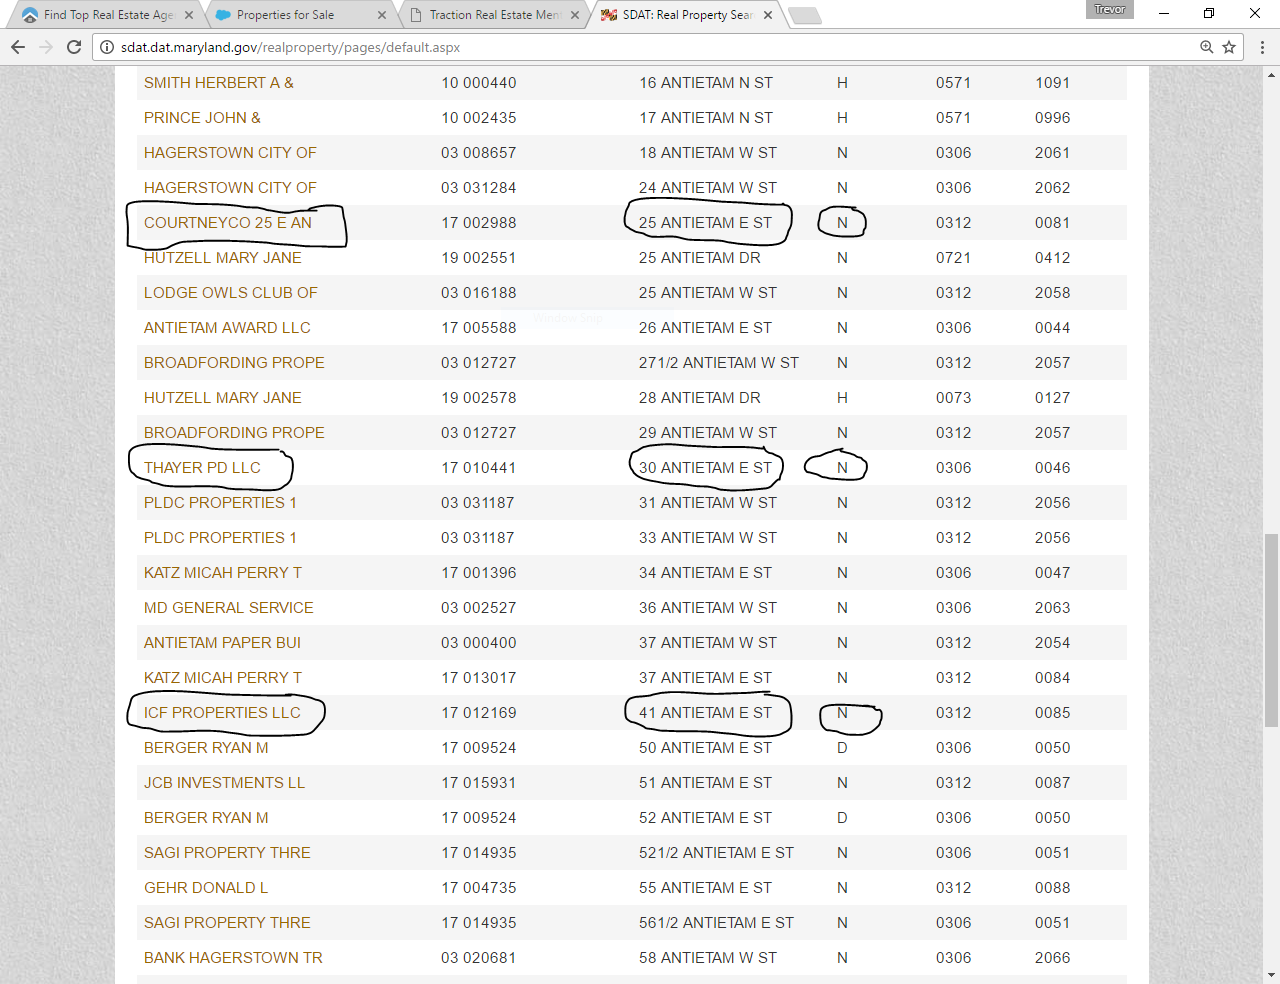 Find Top Real Estate Age Properties for Sale Traction Real Estate Men SDAT: Real Property Sear Trevor
sdat.dat.maryland.gov/realproperty/pages/default.aspx
SMITH HERBERT A & 10 000440 16 ANTIETAM N ST H 0571 1091
PRINCE JOHN & 10 002435 17 ANTIETAM N ST H 0571 0996
HAGERSTOWN CITY OF 03 008657 18 ANTIETAM W ST N 0306 2061
HAGERSTOWN CITY OF 03 031284 24 ANTIETAM W ST N 0306 2062
COURTNEYCO 25 E AN 17 002988 25 ANTIETAM E ST N 0312 0081
HUTZELL MARY JANE 19 002551 25 ANTIETAM DR N 0721 0412
LODGE OWLS CLUB OF 03 016188 25 ANTIETAM W ST N 0312 2058
Window Snip
ANTIETAM AWARD LLC 17 005588 26 ANTIETAM E ST N 0306 0044
BROADFORDING PROPE 03 012727 271/2 ANTIETAM W ST N 0312 2057
HUTZELL MARY JANE 19 002578 28 ANTIETAM DR H 0073 0127
BROADFORDING PROPE 03 012727 29 ANTIETAM W ST N 0312 2057
THAYER PD LLC 17 010441 30 ANTIETAM E ST N 0306 0046
PLDC PROPERTIES 1 03 031187 31 ANTIETAM W ST N 0312 2056
PLDC PROPERTIES 1 03 031187 33 ANTIETAM W ST N 0312 2056
KATZ MICAH PERRY T 17 001396 34 ANTIETAM E ST N 0306 0047
MD GENERAL SERVICE 03 002527 36 ANTIETAM W ST N 0306 2063
ANTIETAM PAPER BUI 03 000400 37 ANTIETAM W ST N 0312 2054
KATZ MICAH PERRY T 17 013017 37 ANTIETAM E ST N 0312 0084
ICF PROPERTIES LLC 17 012169 41 ANTIETAM E ST N 0312 0085
BERGER RYAN M 17 009524 50 ANTIETAM E ST D 0306 0050
JCB INVESTMENTS LL 17 015931 51 ANTIETAM E ST N 0312 0087
BERGER RYAN M 17 009524 52 ANTIETAM E ST D 0306 0050
SAGI PROPERTY THRE 17 014935 521/2 ANTIETAM E ST N 0306 0051
GEHR DONALD L 17 004735 55 ANTIETAM E ST N 0312 0088
SAGI PROPERTY THRE 17 014935 561/2 ANTIETAM E ST N 0306 0051
BANK HAGERSTOWN TR 03 020681 58 ANTIETAM W ST N 0306 2066